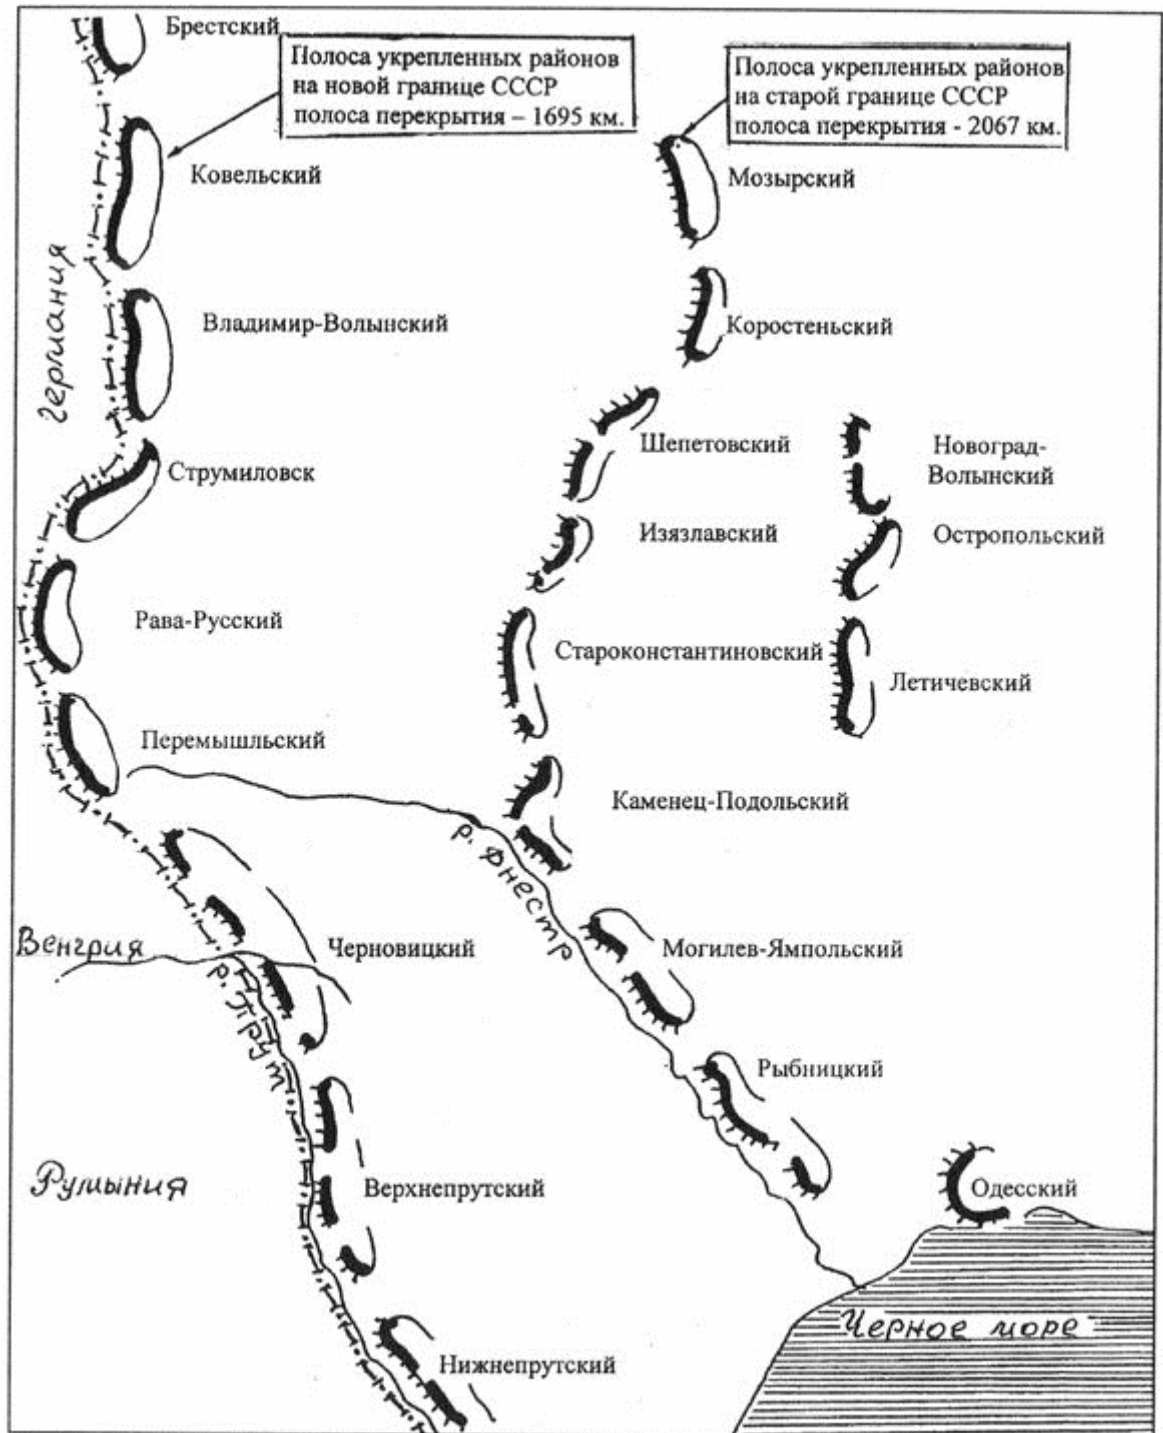 Брестский
Полоса укрепленных районов
на новой границе СССР
полоса перекрытия – 1695 км.
Полоса укрепленных районов
на старой границе СССР
полоса перекрытия - 2067 км.
Ковельский
Мозырский
Германия
Владимир-Волынский
Коростеньский
Шепетовский
Новоград-
Волынский
Струмиловск
Изязлавский
Остропольский
Рава-Русский
Староконстантиновский
Летичевский
Перемышльский
Каменец-Подольский
р. Днестр
Венгрия
Черновицкий
Могилев-Ямпольский
р. Прут
Рыбницкий
Румыния
Верхнепрутский
Одесский
Черное море
Нижнепрутский